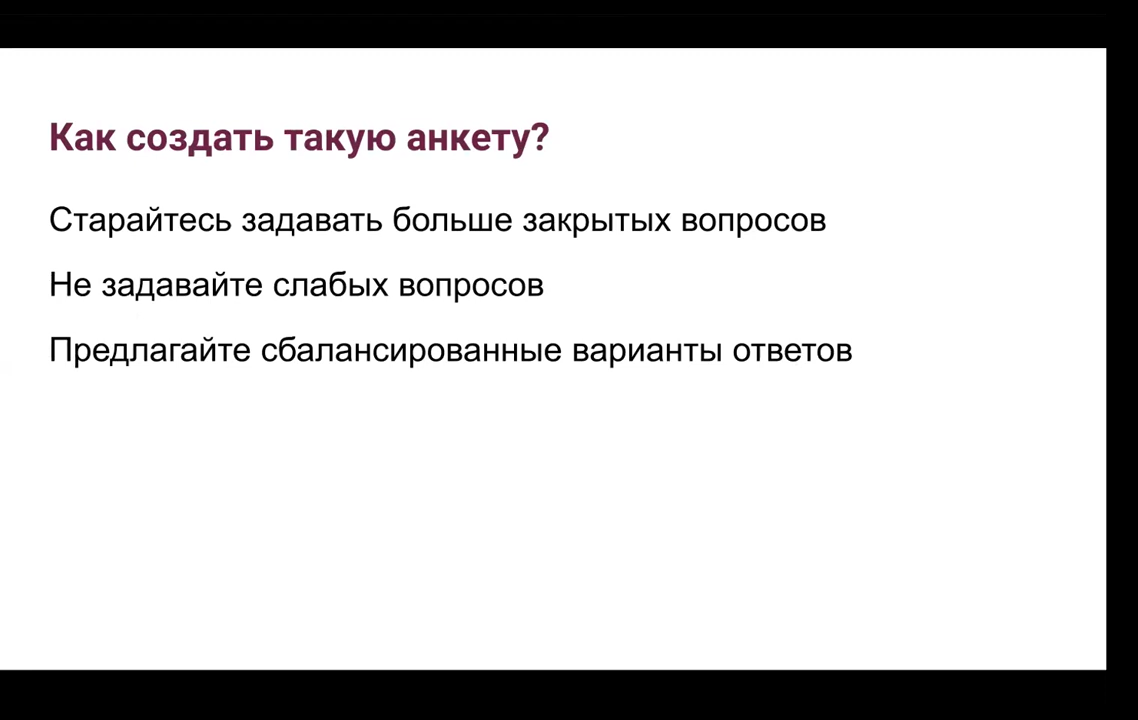 Как создать такую анкету?
Старайтесь задавать больше закрытых вопросов
Не задавайте слабых вопросов
Предлагайте сбалансированные варианты ответов